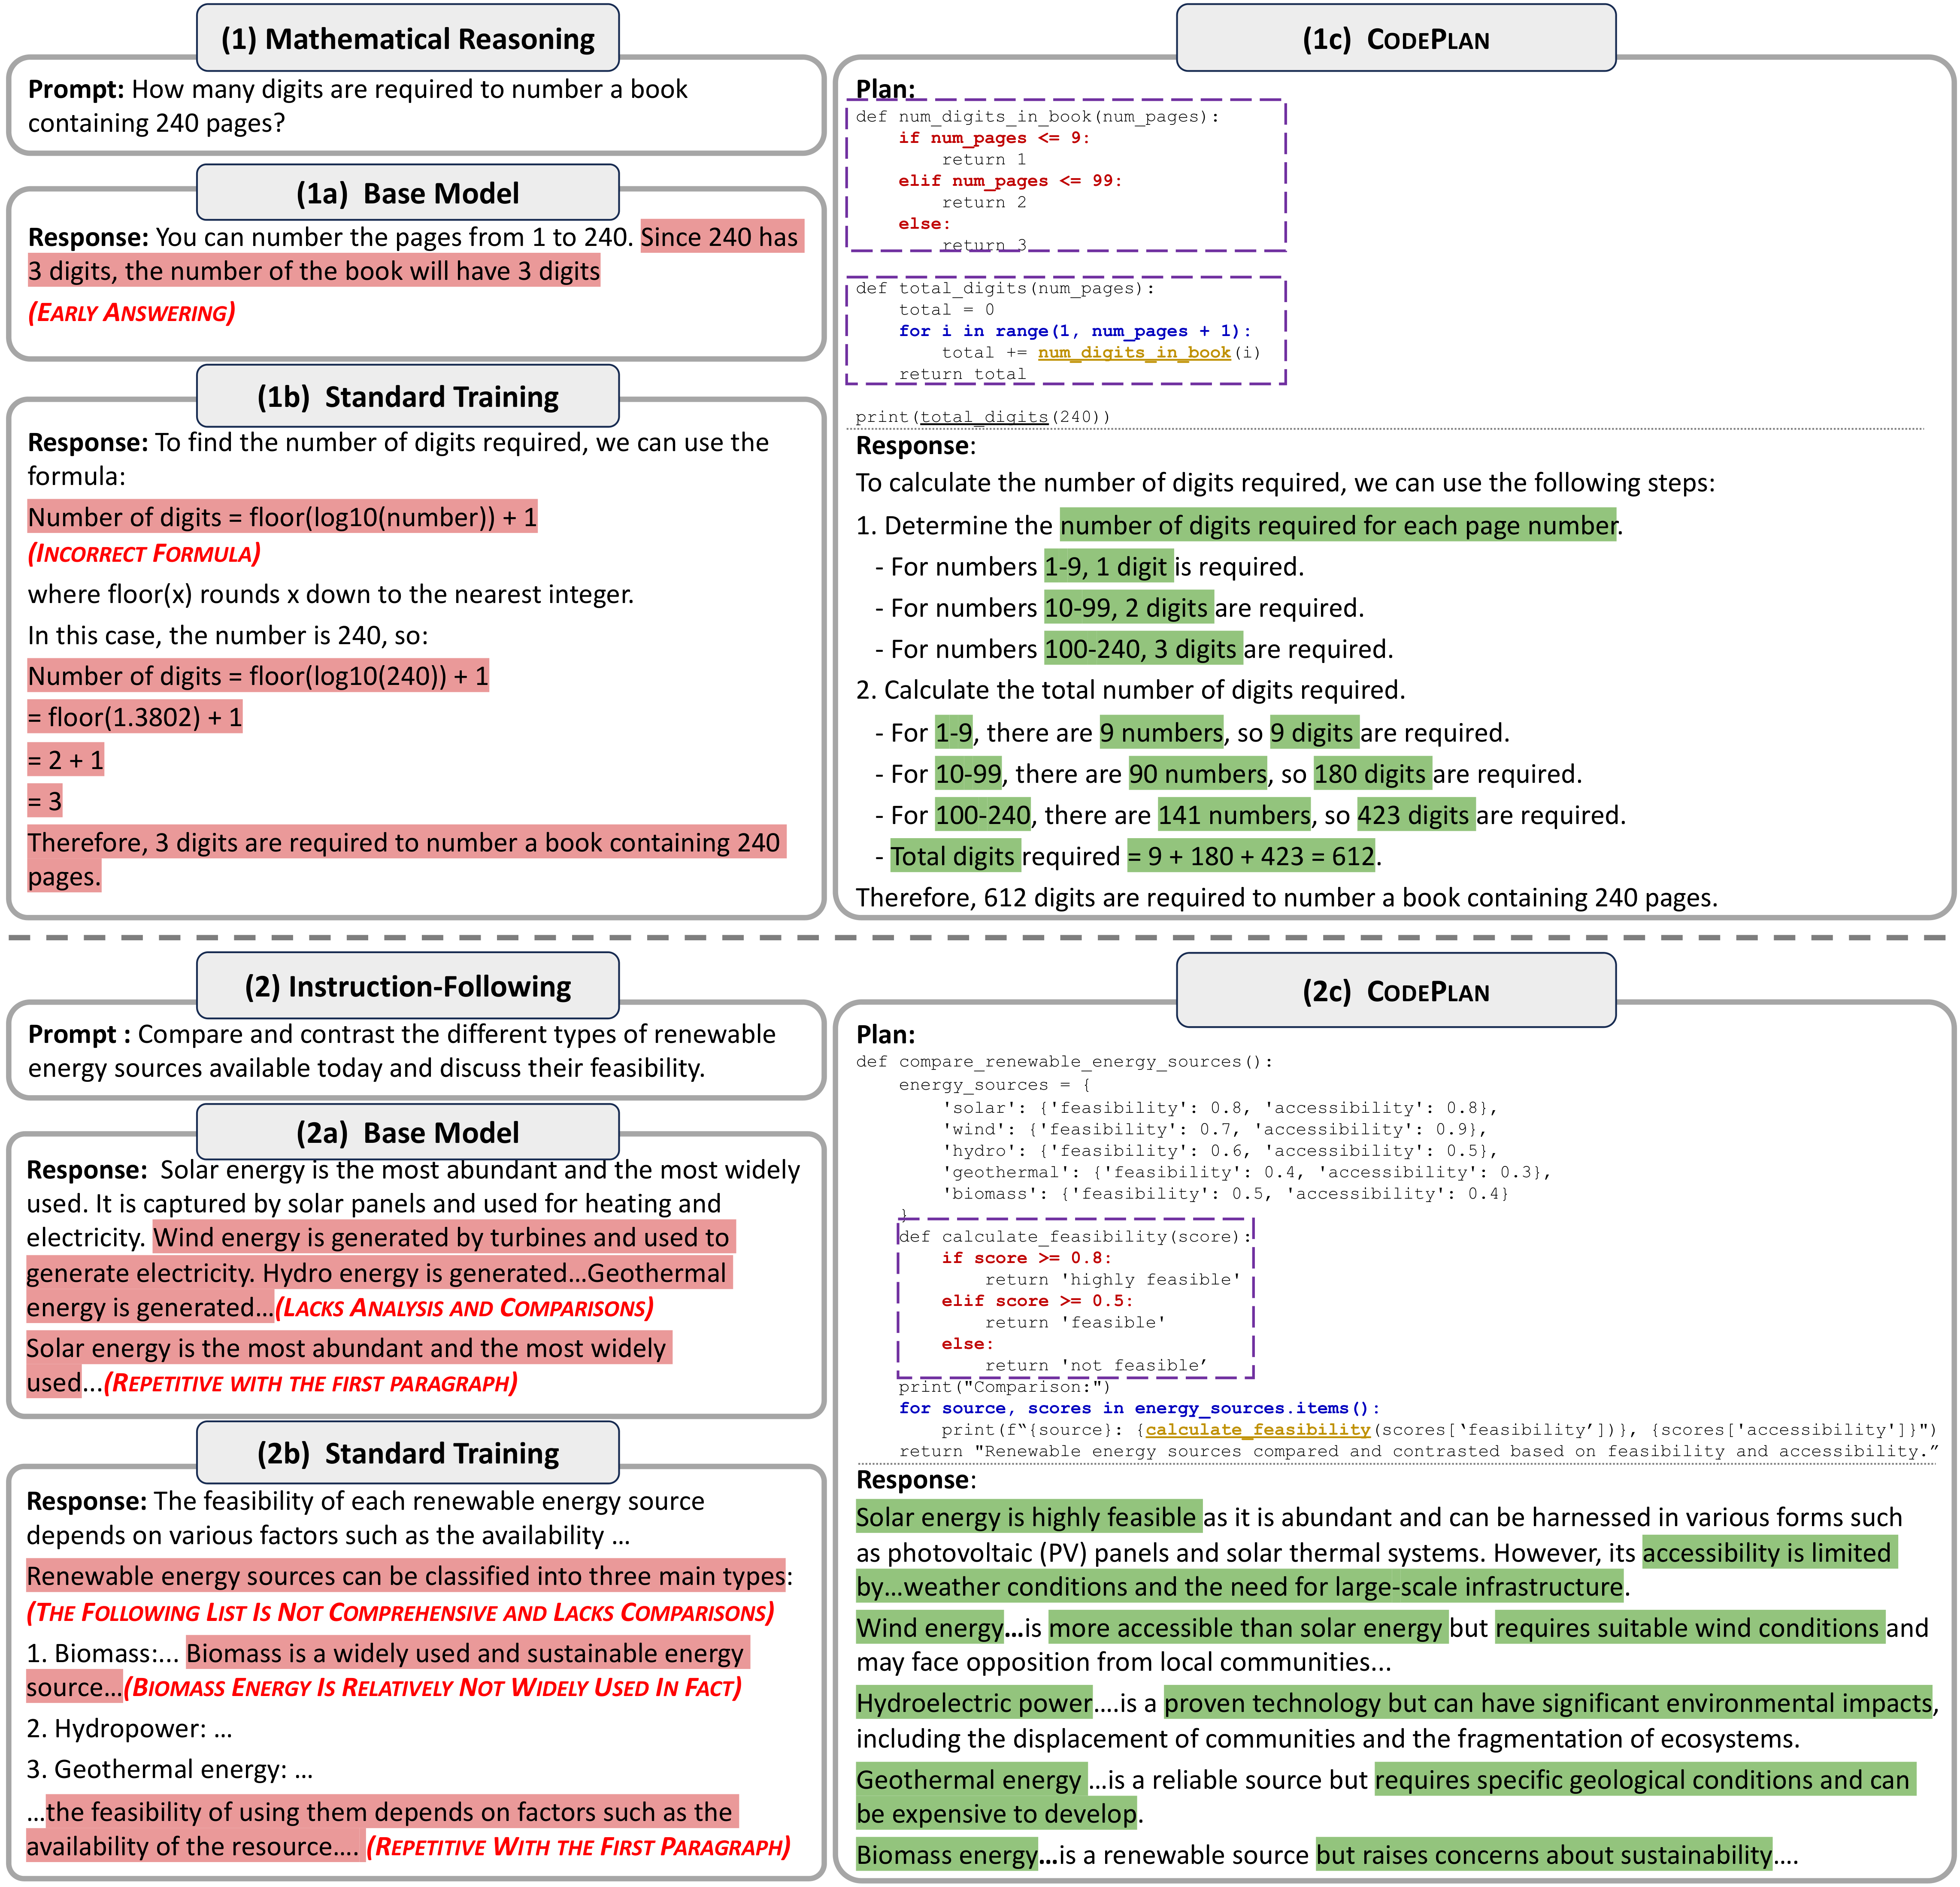 (1) Mathematical Reasoning
Prompt: How many digits are required to number a book
containing 240 pages?
(1a) Base Model
Response: You can number the pages from 1 to 240. Since 240 has
3 digits, the number of the book will have 3 digits
(EARLY ANSWERING)
(1b) Standard Training
Response: To find the number of digits required, we can use the
formula:
Number of digits = floor(log10(number)) + 1
(INCORRECT FORMULA)
where floor(x) rounds x down to the nearest integer.
In this case, the number is 240, so:
Number of digits = floor(log10(240)) + 1
= floor(1.3802) + 1
= 2 + 1
= 3
Therefore, 3 digits are required to number a book containing 240
pages.
(1c) CODEPLAN
Plan:
def num_digits_in_book(num_pages):
    if num_pages <= 9:
        return 1
    elif num_pages <= 99:
        return 2
    else:
        return 3
def total_digits(num_pages):
    total = 0
    for i in range(1, num_pages + 1):
        total += num_digits_in_book(i)
    return total
print(total_digits(240))
Response:
To calculate the number of digits required, we can use the following steps:
1. Determine the number of digits required for each page number.
- For numbers 1-9, 1 digit is required.
- For numbers 10-99, 2 digits are required.
- For numbers 100-240, 3 digits are required.
2. Calculate the total number of digits required.
- For 1-9, there are 9 numbers, so 9 digits are required.
- For 10-99, there are 90 numbers, so 180 digits are required.
- For 100-240, there are 141 numbers, so 423 digits are required.
- Total digits required = 9 + 180 + 423 = 612.
Therefore, 612 digits are required to number a book containing 240 pages.
(2) Instruction-Following
Prompt : Compare and contrast the different types of renewable
energy sources available today and discuss their feasibility.
(2a) Base Model
Response: Solar energy is the most abundant and the most widely
used. It is captured by solar panels and used for heating and
electricity. Wind energy is generated by turbines and used to
generate electricity. Hydro energy is generated...Geothermal
energy is generated...(LACKS ANALYSIS AND COMPARISONS)
Solar energy is the most abundant and the most widely
used...(REPETITIVE WITH THE FIRST PARAGRAPH)
(2b) Standard Training
Response: The feasibility of each renewable energy source
depends on various factors such as the availability ...
Renewable energy sources can be classified into three main types:
(THE FOLLOWING LIST IS NOT COMPREHENSIVE AND LACKS COMPARISONS)
1. Biomass:... Biomass is a widely used and sustainable energy
source...(BIOMASS ENERGY IS RELATIVELY NOT WIDELY USED IN FACT)
2. Hydropower: ...
3. Geothermal energy: ...
...the feasibility of using them depends on factors such as the
availability of the resource.... (REPETITIVE WITH THE FIRST PARAGRAPH)
(2c) CODEPLAN
Plan:
def compare_renewable_energy_sources():
    energy_sources = {
        'solar': {'feasibility': 0.8, 'accessibility': 0.8},
        'wind': {'feasibility': 0.7, 'accessibility': 0.9},
        'hydro': {'feasibility': 0.6, 'accessibility': 0.5},
        'geothermal': {'feasibility': 0.4, 'accessibility': 0.3},
        'biomass': {'feasibility': 0.5, 'accessibility': 0.4}
    }
    def calculate_feasibility(score):
        if score >= 0.8:
            return 'highly feasible'
        elif score >= 0.5:
            return 'feasible'
        else:
            return 'not feasible’
    print("Comparison:")
    for source, scores in energy_sources.items():
        print(f“{source}: {calculate_feasibility(scores[‘feasibility’])}, {scores['accessibility']}")
    return "Renewable energy sources compared and contrasted based on feasibility and accessibility.”
Response:
Solar energy is highly feasible as it is abundant and can be harnessed in various forms such
as photovoltaic (PV) panels and solar thermal systems. However, its accessibility is limited
by...weather conditions and the need for large-scale infrastructure.
Wind energy...is more accessible than solar energy but requires suitable wind conditions and
may face opposition from local communities...
Hydroelectric power....is a proven technology but can have significant environmental impacts,
including the displacement of communities and the fragmentation of ecosystems.
Geothermal energy ...is a reliable source but requires specific geological conditions and can
be expensive to develop.
Biomass energy...is a renewable source but raises concerns about sustainability....